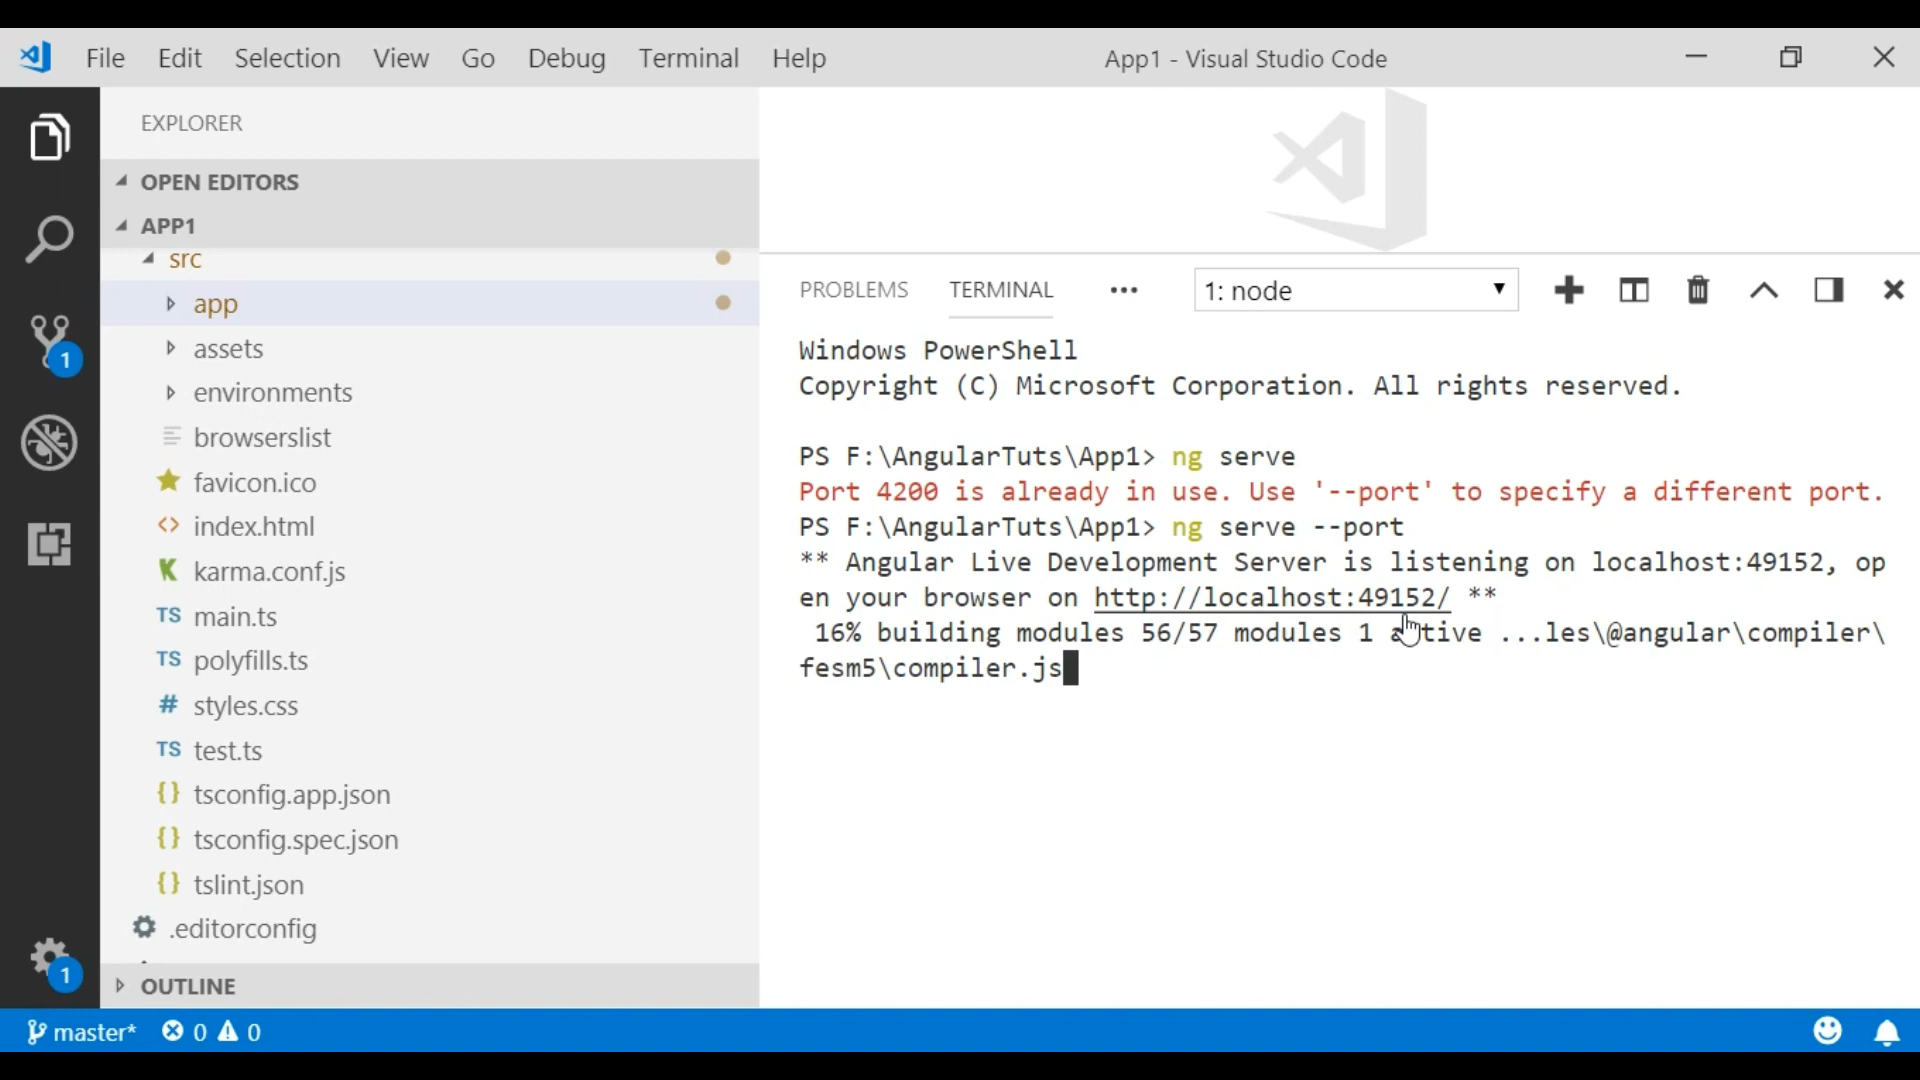 File Edit Selection View Go Debug Terminal Help App1 - Visual Studio Code
EXPLORER
OPEN EDITORS
APP1
src
app
assets
environments
browserslist
favicon.ico
index.html
karma.conf.js
TS main.ts
TS polyfills.ts
# styles.css
TS test.ts
{} tsconfig.app.json
{} tsconfig.spec.json
{} tslint.json
.editorconfig
OUTLINE
1
1
PROBLEMS TERMINAL ••• 1: node
Windows PowerShell
Copyright (C) Microsoft Corporation. All rights reserved.
PS F:\AngularTuts\App1> ng serve
Port 4200 is already in use. Use '--port' to specify a different port.
PS F:\AngularTuts\App1> ng serve --port
** Angular Live Development Server is listening on localhost:49152, op
en your browser on http://localhost:49152/ **
16% building modules 56/57 modules 1 active ...les\@angular\compiler\
fesm5\compiler.js
master* 0 0